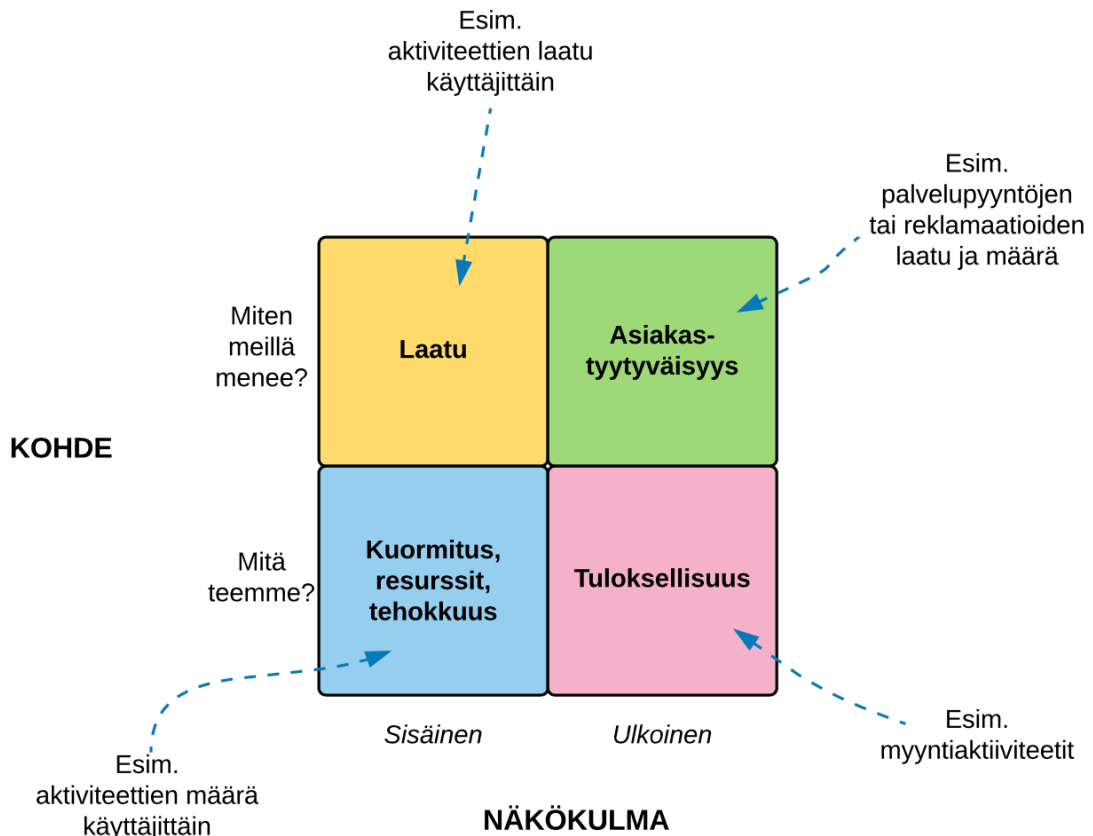 Esim.
aktiviteettien laatu
käyttäjittäin
Esim.
palvelupyyntöjen
tai reklamaatioiden
laatu ja määrä
Miten
meillä
menee?
Laatu
Asiakas-
tyytyväisyys
KOHDE
Mitä
teemme?
Kuormitus,
resurssit,
tehokkuus
Tuloksellisuus
Sisäinen
Ulkoinen
Esim.
myyntiaktiiviteetit
Esim.
aktiviteettien määrä
käyttäjittäin
NÄKÖKULMA